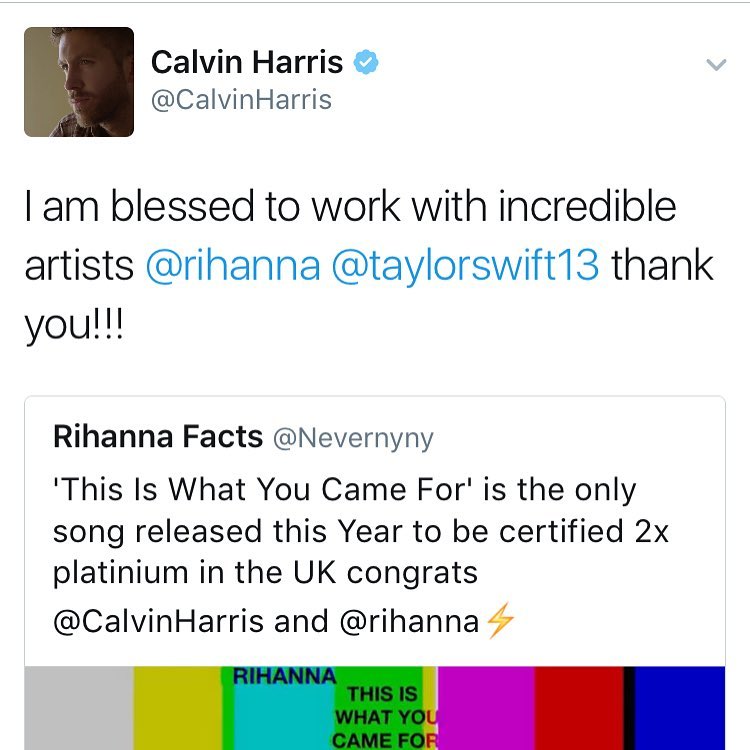 Calvin Harris
@CalvinHarris
I am blessed to work with incredible
artists @rihanna @taylorswift13 thank
you!!!
Rihanna Facts @Nevernyny
'This Is What You Came For' is the only
song released this Year to be certified 2x
platinium in the UK congrats
@CalvinHarris and @rihanna⚡
RIHANNA
THIS IS
WHAT YOU
CAME FOR